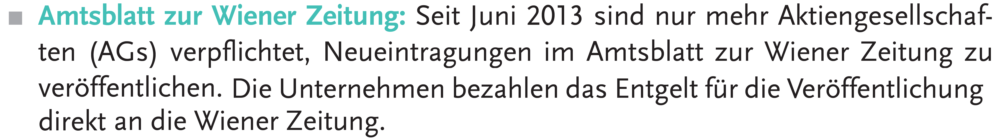 ■ Amtsblatt zur Wiener Zeitung: Seit Juni 2013 sind nur mehr Aktiengesellschaf-
ten (AGs) verpflichtet, Neueintragungen im Amtsblatt zur Wiener Zeitung zu
veröffentlichen. Die Unternehmen bezahlen das Entgelt für die Veröffentlichung
direkt an die Wiener Zeitung.